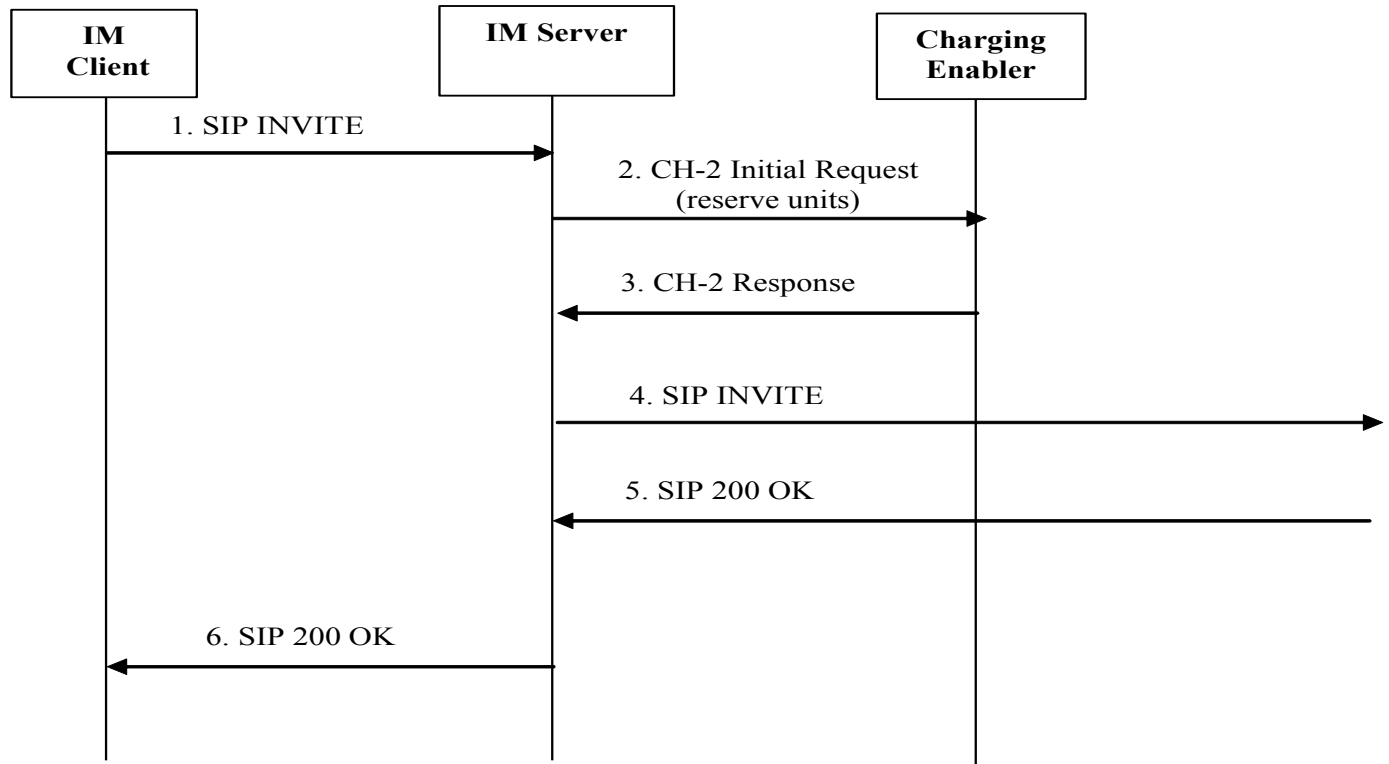 IM
Client
IM Server
Charging
Enabler
1. SIP INVITE
2. CH-2 Initial Request
(reserve units)
3. CH-2 Response
4. SIP INVITE
5. SIP 200 OK
6. SIP 200 OK